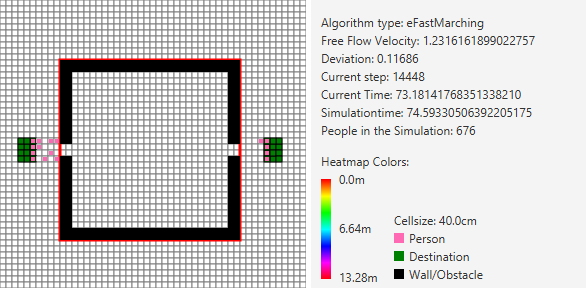 Algorithm type: eFastMarching
Free Flow Velocity: 1.2316161899022757
Deviation: 0.11686
Current step: 14448
Current Time: 73.18141768351338210
Simulationtime: 74.59330506392205175
People in the Simulation: 676
Heatmap Colors:
0.0m
6.64m
13.28m
Cellsize: 40.0cm
Person
Destination
Wall/Obstacle